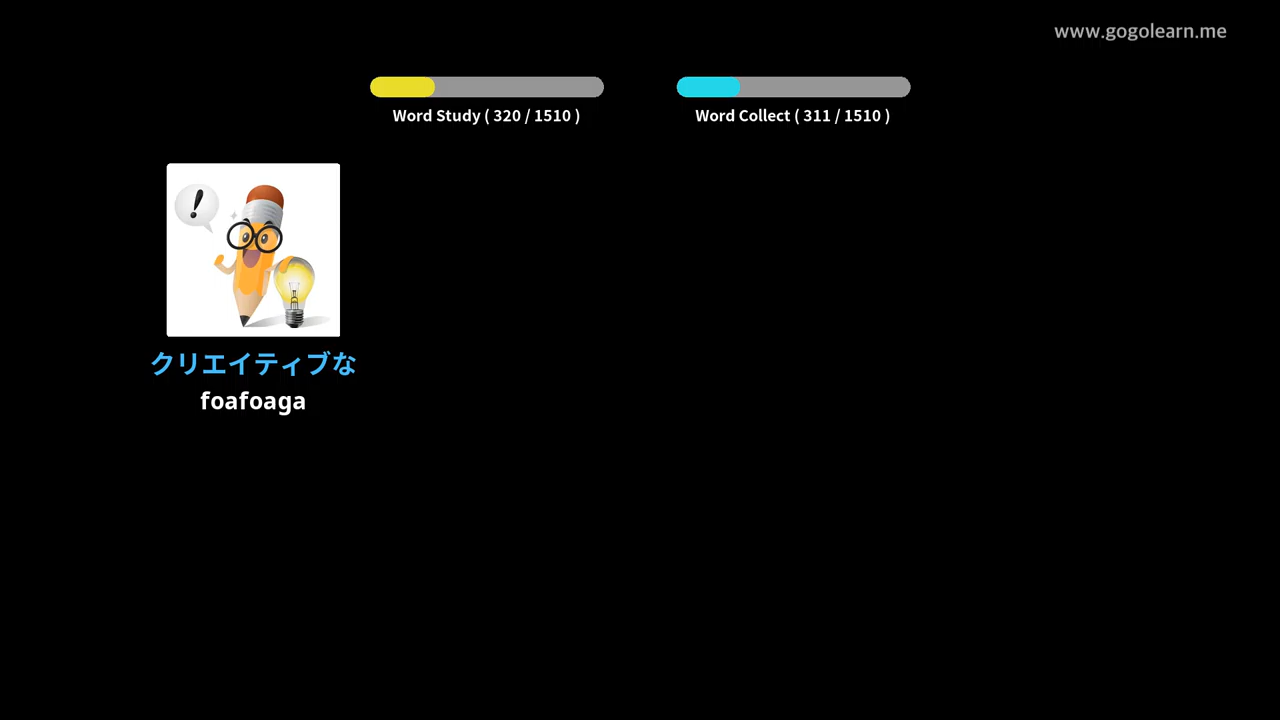 www.gogolearn.me
Word Study ( 320 / 1510 )
Word Collect ( 311 / 1510 )
!
クリエイティブな
foafoaga